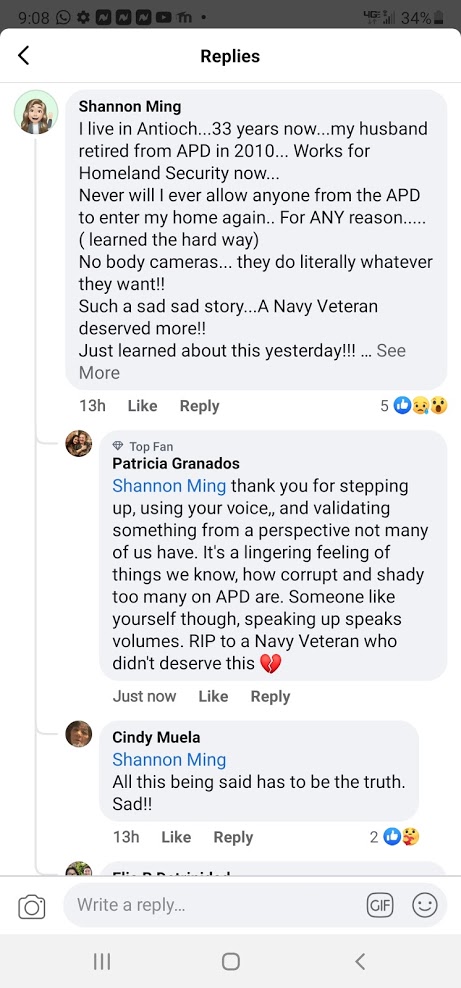 9:08 34%
Replies
Shannon Ming
I live in Antioch...33 years now...my husband
retired from APD in 2010... Works for
Homeland Security now...
Never will I ever allow anyone from the APD
to enter my home again.. For ANY reason.....
( learned the hard way)
No body cameras... they do literally whatever
they want!!
Such a sad sad story...A Navy Veteran
deserved more!!
Just learned about this yesterday!!! ... See
More
13h Like Reply 5
Top Fan
Patricia Granados
Shannon Ming thank you for stepping
up, using your voice,, and validating
something from a perspective not many
of us have. It's a lingering feeling of
things we know, how corrupt and shady
too many on APD are. Someone like
yourself though, speaking up speaks
volumes. RIP to a Navy Veteran who
didn't deserve this 💔
Just now Like Reply
Cindy Muela
Shannon Ming
All this being said has to be the truth.
Sad!!
13h Like Reply 2
Write a reply...
GIF